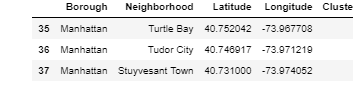 Borough Neighborhood Latitude Longitude Cluste
35 Manhattan Turtle Bay 40.752042 -73.967708
36 Manhattan Tudor City 40.746917 -73.971219
37 Manhattan Stuyvesant Town 40.731000 -73.974052